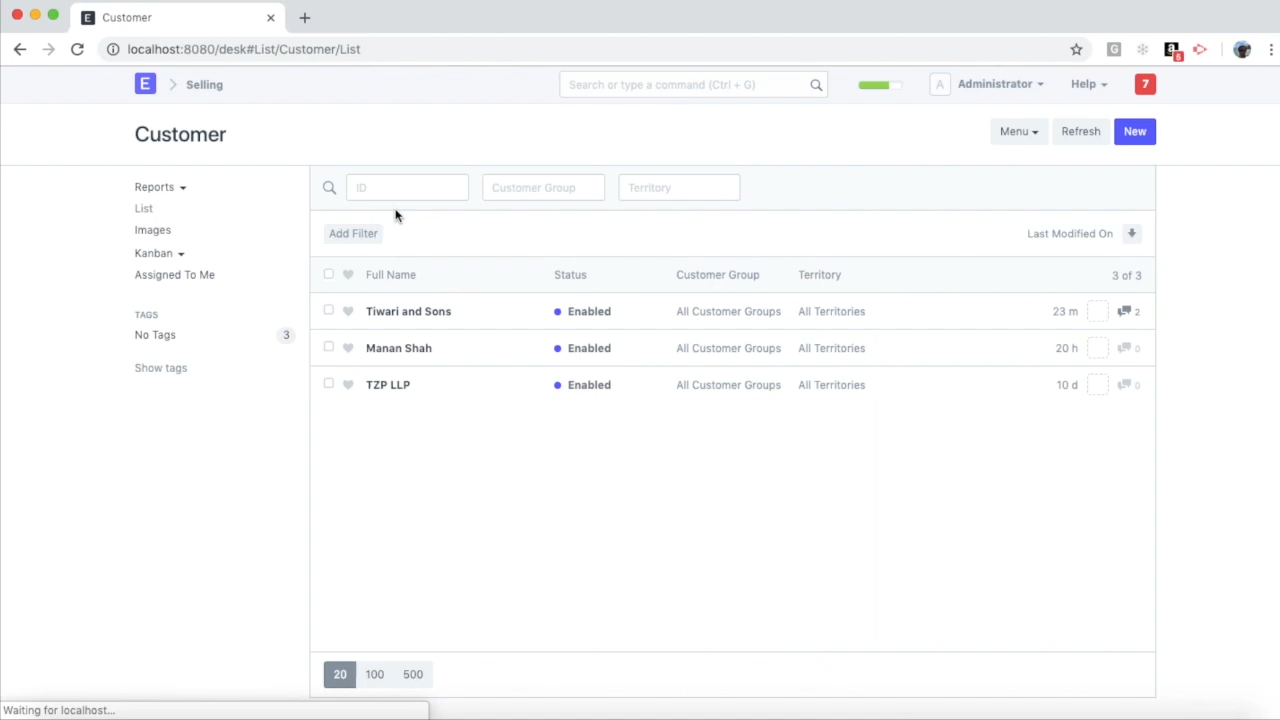 E Customer
localhost:8080/desk#List/Customer/List
G a 5
E Selling Search or type a command (Ctrl + G) A Administrator Help 7
Customer Menu Refresh New
Reports
List
Images
Kanban
Assigned To Me
TAGS
No Tags 3
Show tags
ID Customer Group Territory
Add Filter Last Modified On
Full Name Status Customer Group Territory 3 of 3
Tiwari and Sons Enabled All Customer Groups All Territories 23 m 2
Manan Shah Enabled All Customer Groups All Territories 20 h 0
TZP LLP Enabled All Customer Groups All Territories 10 d 0
20 100 500
Waiting for localhost...